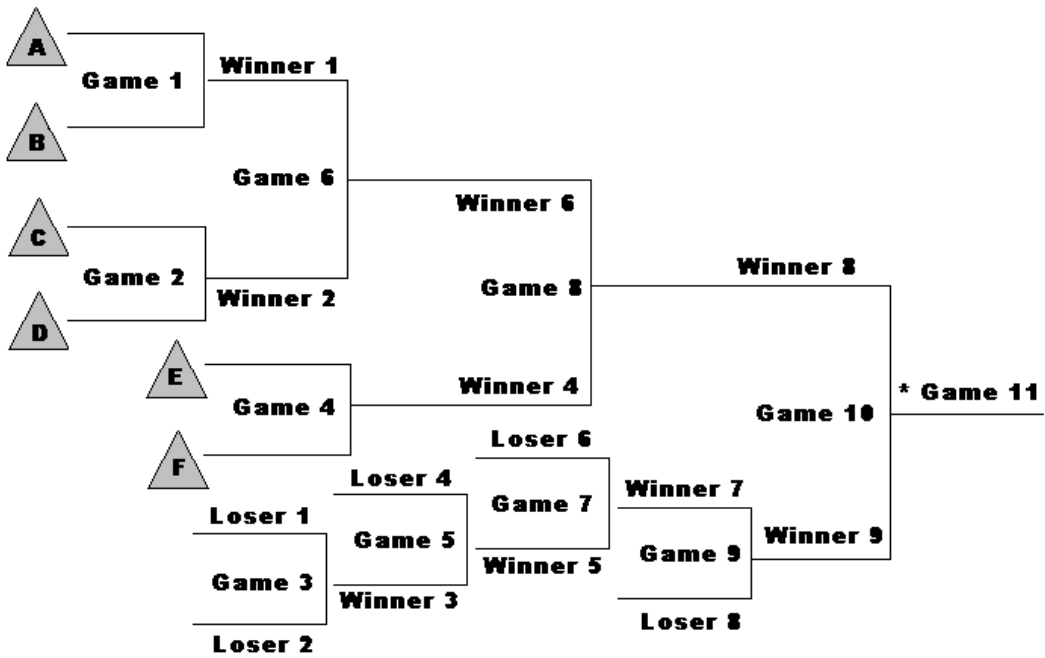 A
Game 1
B
Winner 1
Game 6
C
Game 2
D
Winner 2
Winner 6
Game 8
Winner 8
E
Game 4
F
Winner 4
Game 10
* Game 11
Loser 6
Loser 4
Game 7
Winner 7
Loser 1
Game 5
Winner 5
Game 9
Winner 9
Game 3
Winner 3
Loser 8
Loser 2